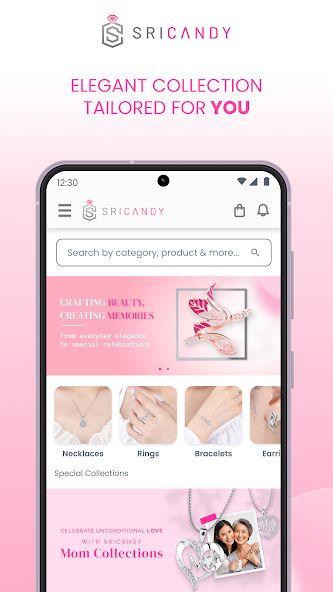 SRICANDY
ELEGANT COLLECTION
TAILORED FOR YOU
12:30
SRICANDY
Search by category, product & more...
CRAFTING BEAUTY,
CREATING MEMORIES
From everyday elegance
to special celebrations
Necklaces
Rings
Bracelets
Earri
Special Collections
CELEBRATE UNCONDITIONAL LOVE
WITH SRICANDY
Mom Collections